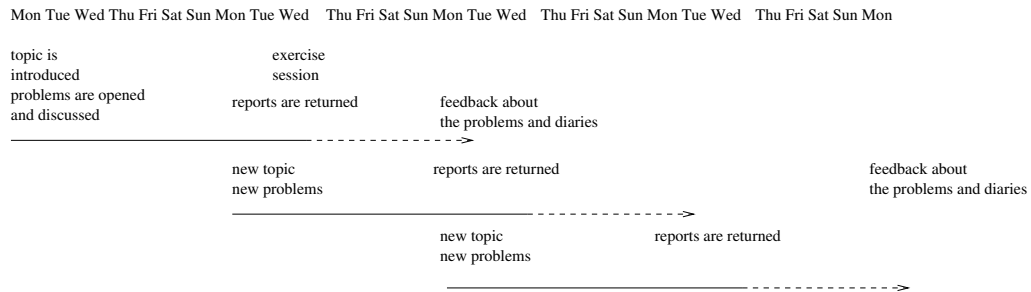 Mon Tue Wed Thu Fri Sat Sun Mon Tue Wed Thu Fri Sat Sun Mon Tue Wed Thu Fri Sat Sun Mon Tue Wed Thu Fri Sat Sun Mon
topic is
introduced
problems are opened
and discussed
exercise
session
reports are returned
feedback about
the problems and diaries
new topic
new problems
reports are returned
feedback about
the problems and diaries
new topic
new problems
reports are returned